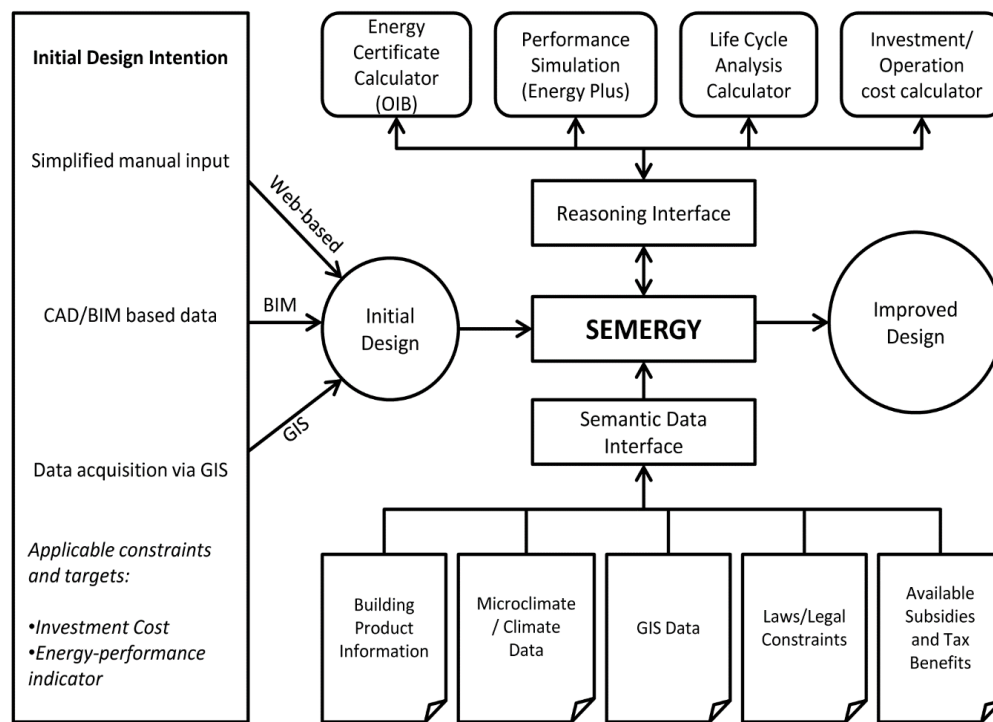 Initial Design Intention
Simplified manual input
CAD/BIM based data
Data acquisition via GIS
Applicable constraints
and targets:
•Investment Cost
•Energy-performance
indicator
Web-based
BIM
GIS
Initial
Design
Energy
Certificate
Calculator
(OIB)
Performance
Simulation
(Energy Plus)
Life Cycle
Analysis
Calculator
Investment/
Operation
cost calculator
Reasoning Interface
SEMERGY
Semantic Data
Interface
Improved
Design
Building
Product
Information
Microclimate
/ Climate
Data
GIS Data
Laws/Legal
Constraints
Available
Subsidies
and Tax
Benefits